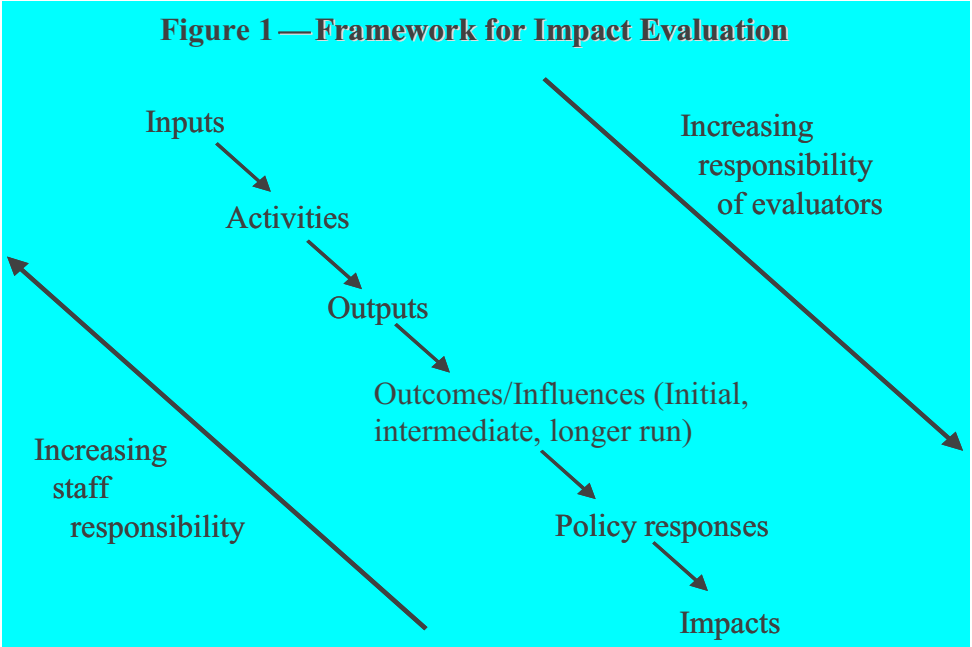 Figure 1—Framework for Impact Evaluation
Inputs
Increasing
responsibility
of evaluators
Activities
Outputs
Outcomes/Influences (Initial,
intermediate, longer run)
Increasing
staff
responsibility
Policy responses
Impacts